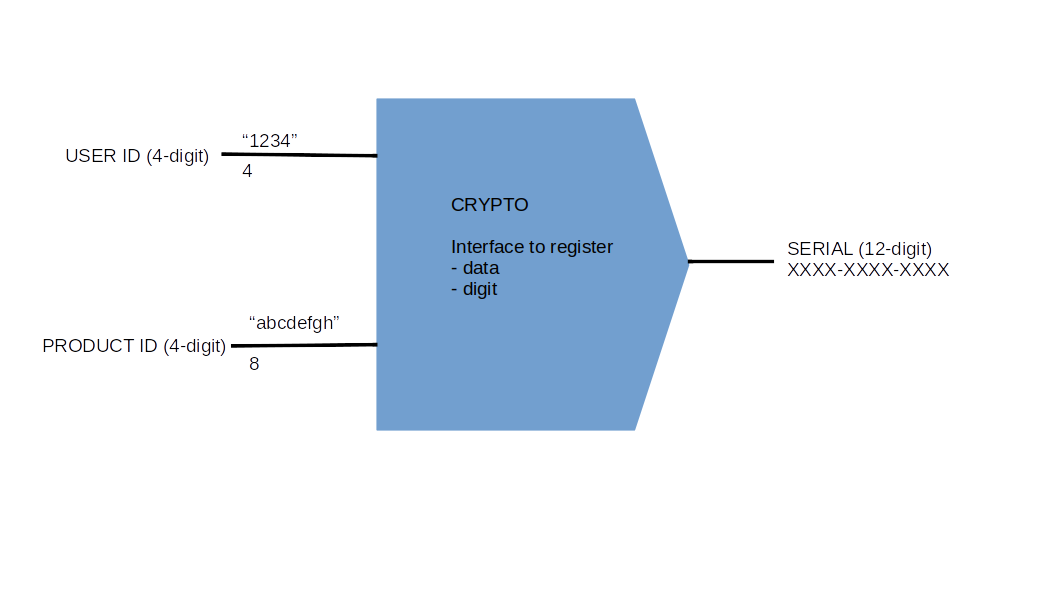 “1234”
USER ID (4-digit)
4
CRYPTO
Interface to register
- data
- digit
SERIAL (12-digit)
XXXX-XXXX-XXXX
“abcdefgh”
PRODUCT ID (4-digit)
8